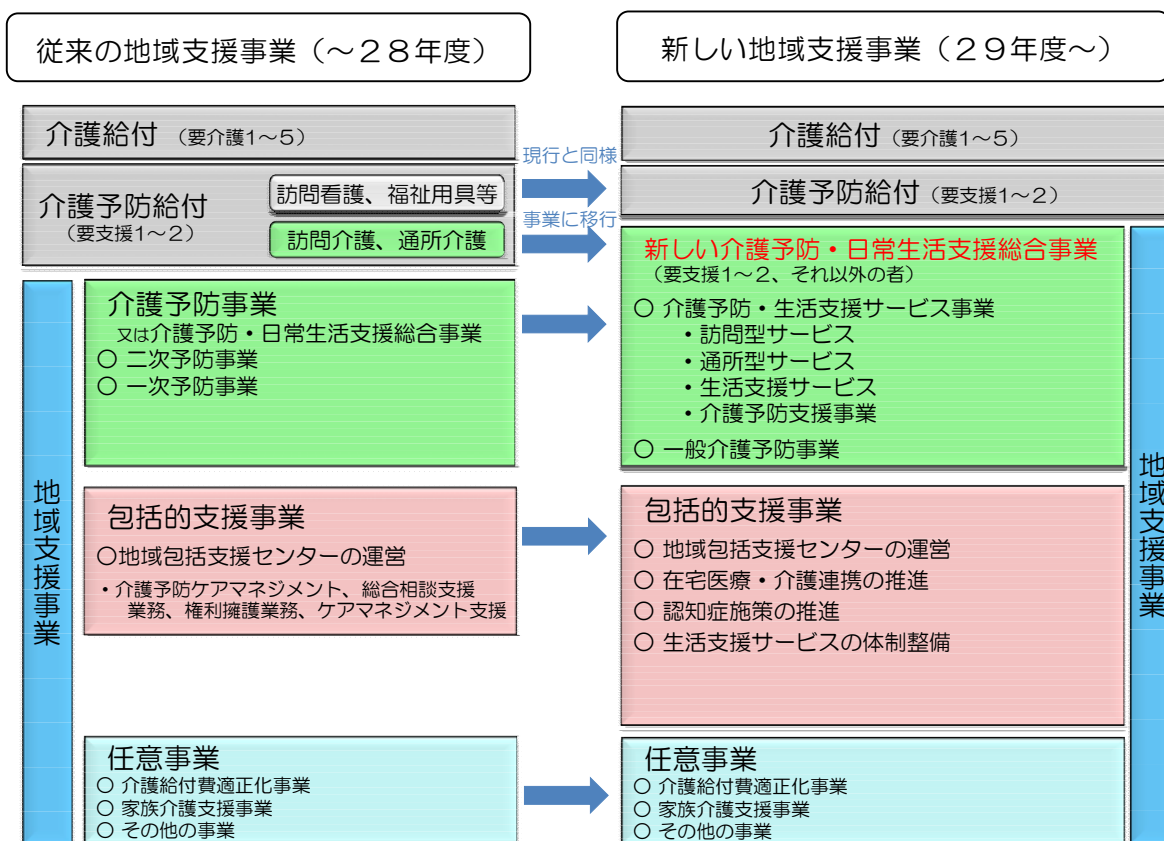 従来の地域支援事業（～２８年度）
新しい地域支援事業（２９年度～）
介護給付（要介護1～5）
介護予防給付
（要支援1～2）
訪問看護、福祉用具等
訪問介護、通所介護
現行と同様
事業に移行
介護給付（要介護1～5）
介護予防給付（要支援1～2）
地域支援事業
介護予防事業
又は介護予防・日常生活支援総合事業
○ 二次予防事業
○ 一次予防事業
包括的支援事業
○地域包括支援センターの運営
・介護予防ケアマネジメント、総合相談支援
業務、権利擁護業務、ケアマネジメント支援
任意事業
○ 介護給付費適正化事業
○ 家族介護支援事業
○ その他の事業
新しい介護予防・日常生活支援総合事業
（要支援1～2、それ以外の者）
○ 介護予防・生活支援サービス事業
・訪問型サービス
・通所型サービス
・生活支援サービス
・介護予防支援事業
○ 一般介護予防事業
包括的支援事業
○ 地域包括支援センターの運営
○ 在宅医療・介護連携の推進
○ 認知症施策の推進
○ 生活支援サービスの体制整備
任意事業
○ 介護給付費適正化事業
○ 家族介護支援事業
○ その他の事業
地域支援事業